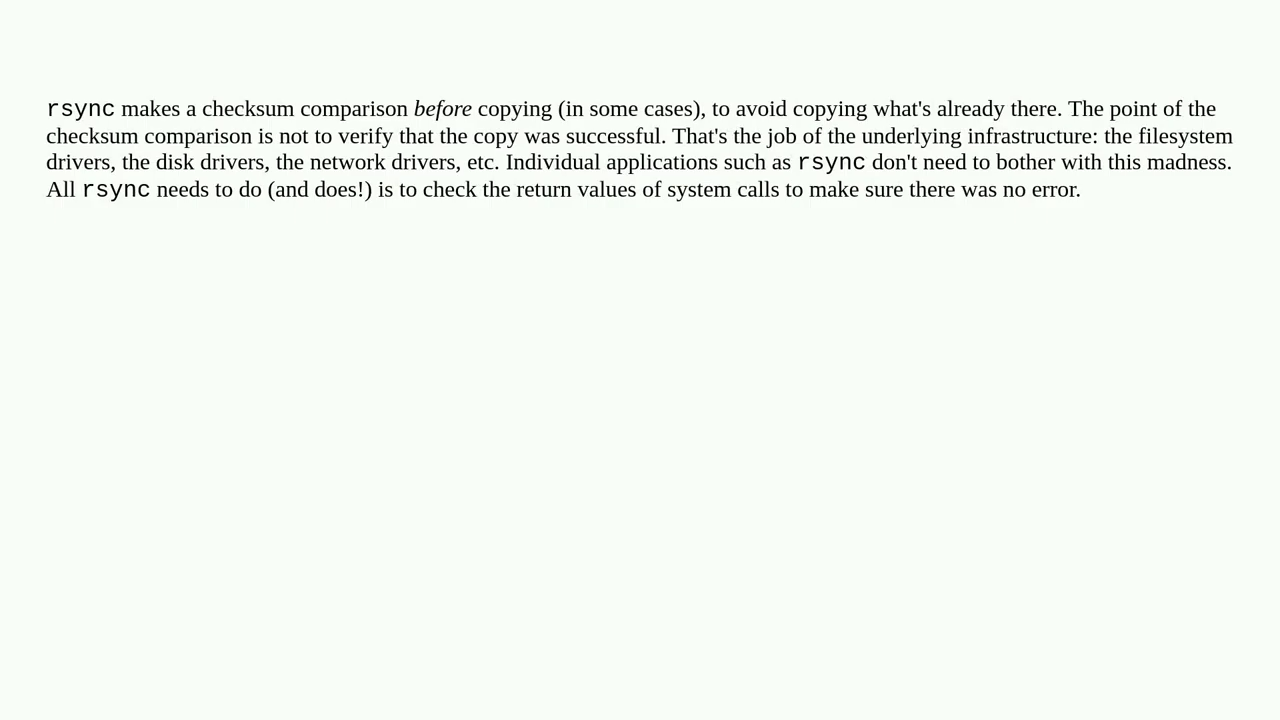 rsync makes a checksum comparison before copying (in some cases), to avoid copying what's already there. The point of the
checksum comparison is not to verify that the copy was successful. That's the job of the underlying infrastructure: the filesystem
drivers, the disk drivers, the network drivers, etc. Individual applications such as rsync don't need to bother with this madness.
All rsync needs to do (and does!) is to check the return values of system calls to make sure there was no error.